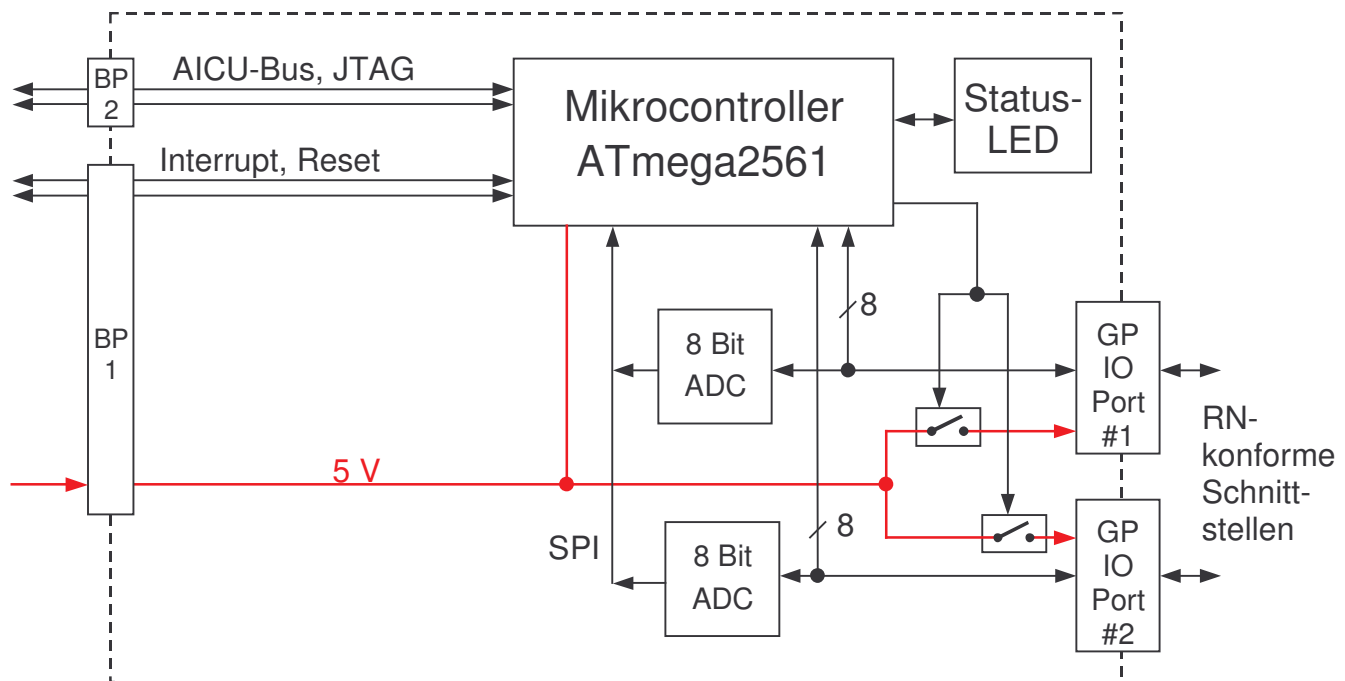 BP
2
AICU-Bus, JTAG
Mikrocontroller
ATmega2561
Status-
LED
Interrupt, Reset
BP
1
8
8 Bit
ADC
GP
IO
Port
#1
RN-
konforme
Schnitt-
stellen
5 V
SPI
8
8 Bit
ADC
GP
IO
Port
#2